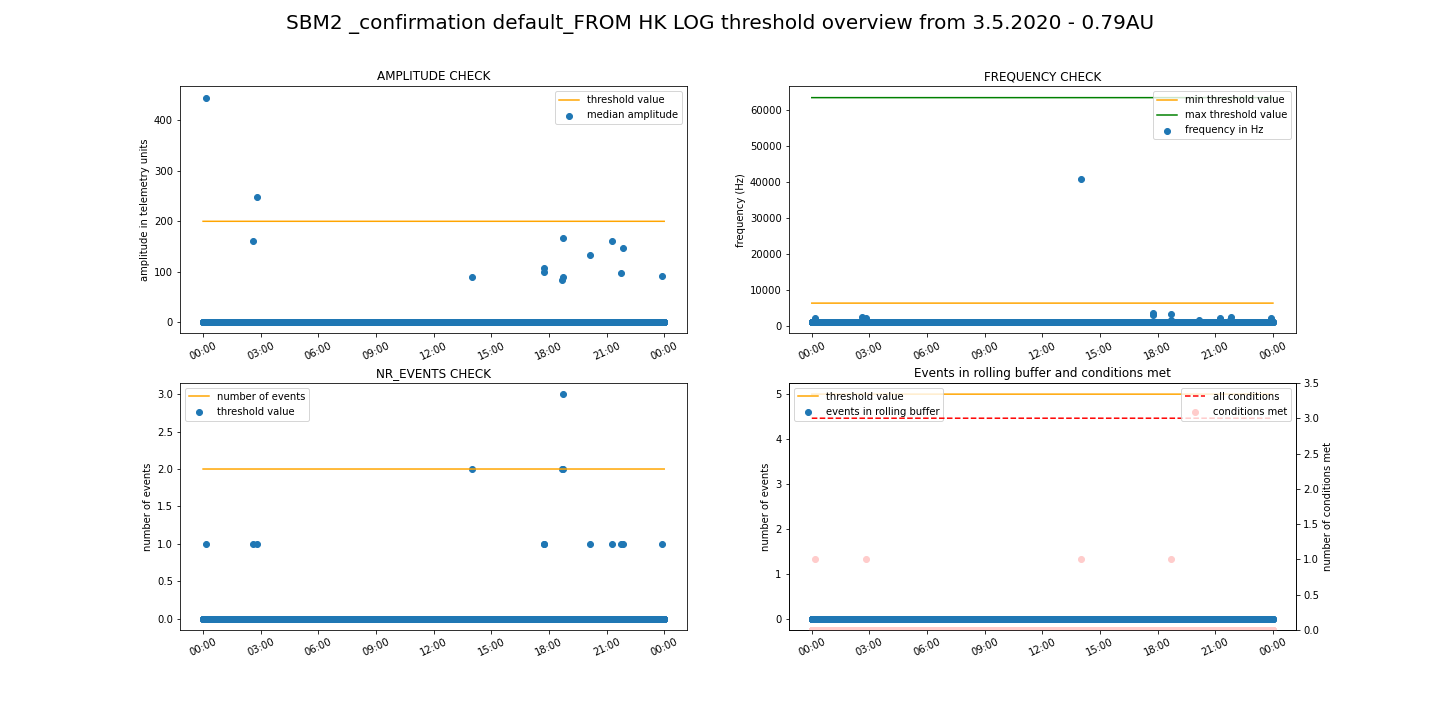 SBM2 _confirmation default_FROM HK LOG threshold overview from 3.5.2020 - 0.79AU
AMPLITUDE CHECK
threshold value
median amplitude
amplitude in telemetry units
400
300
200
100
0
00:00 03:00 06:00 09:00 12:00 15:00 18:00 21:00 00:00
FREQUENCY CHECK
min threshold value
max threshold value
frequency in Hz
frequency (Hz)
60000
50000
40000
30000
20000
10000
0
00:00 03:00 06:00 09:00 12:00 15:00 18:00 21:00 00:00
NR_EVENTS CHECK
number of events
threshold value
number of events
3.0
2.5
2.0
1.5
1.0
0.5
0.0
00:00 03:00 06:00 09:00 12:00 15:00 18:00 21:00 00:00
Events in rolling buffer and conditions met
threshold value
events in rolling buffer
all conditions
conditions met
number of events
5
4
3
2
1
0
3.5
3.0
2.5
2.0
1.5
1.0
0.5
0.0
number of conditions met
00:00 03:00 06:00 09:00 12:00 15:00 18:00 21:00 00:00